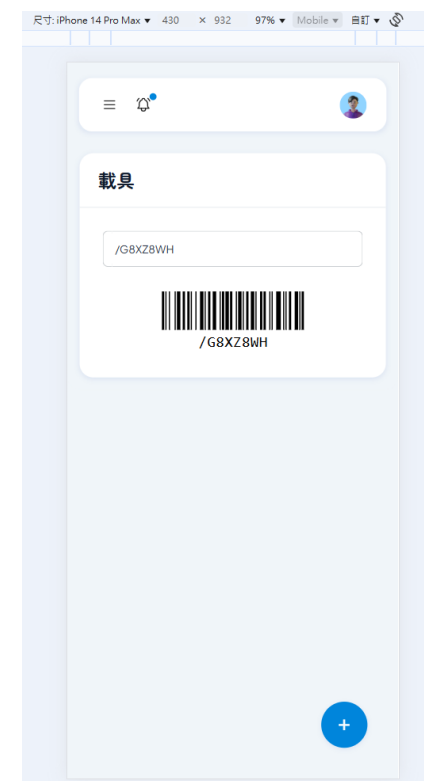 尺寸: iPhone 14 Pro Max ▼ 430 × 932 97% ▼ Mobile ▼ 自訂 ▼
載具
/G8XZ8WH
/G8XZ8WH
+